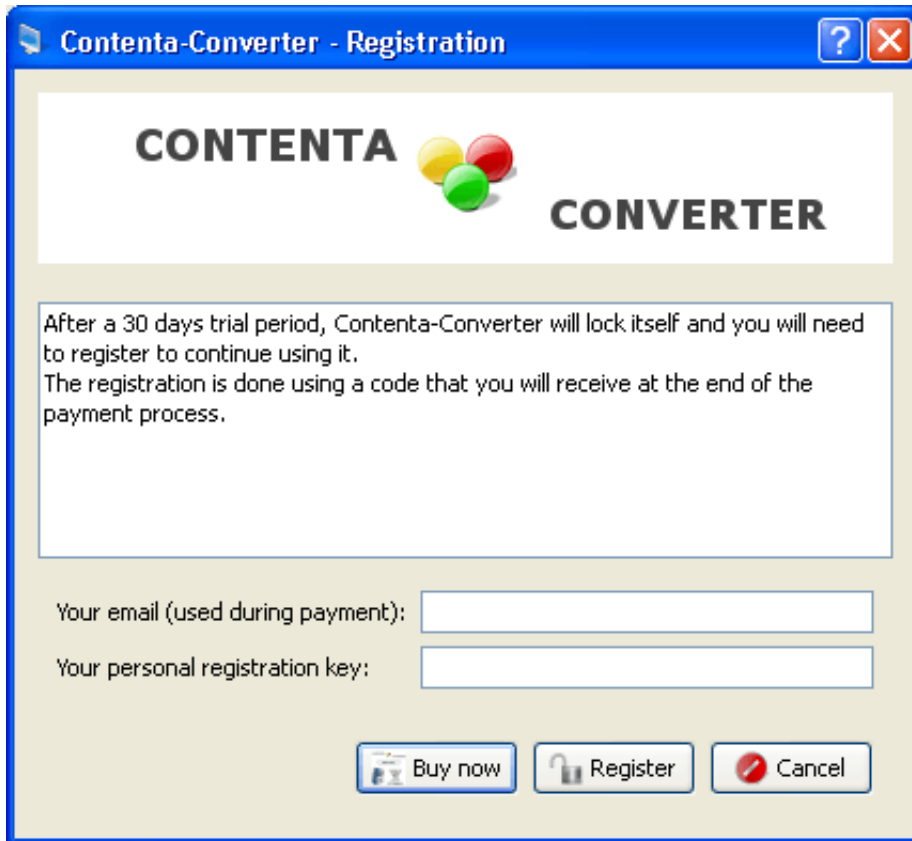 Contenta-Converter - Registration
?
CONTENTA
CONVERTER
After a 30 days trial period, Contenta-Converter will lock itself and you will need
to register to continue using it.
The registration is done using a code that you will receive at the end of the
payment process.
Your email (used during payment):
Your personal registration key:
Buy now Register Cancel